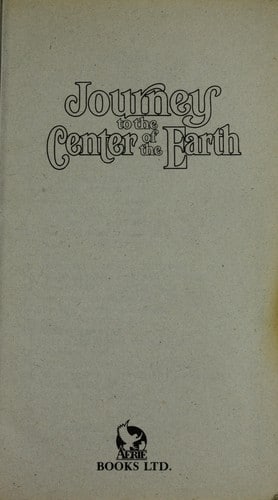 Journey
to the
Center of
the Earth
AERIE
BOOKS LTD.